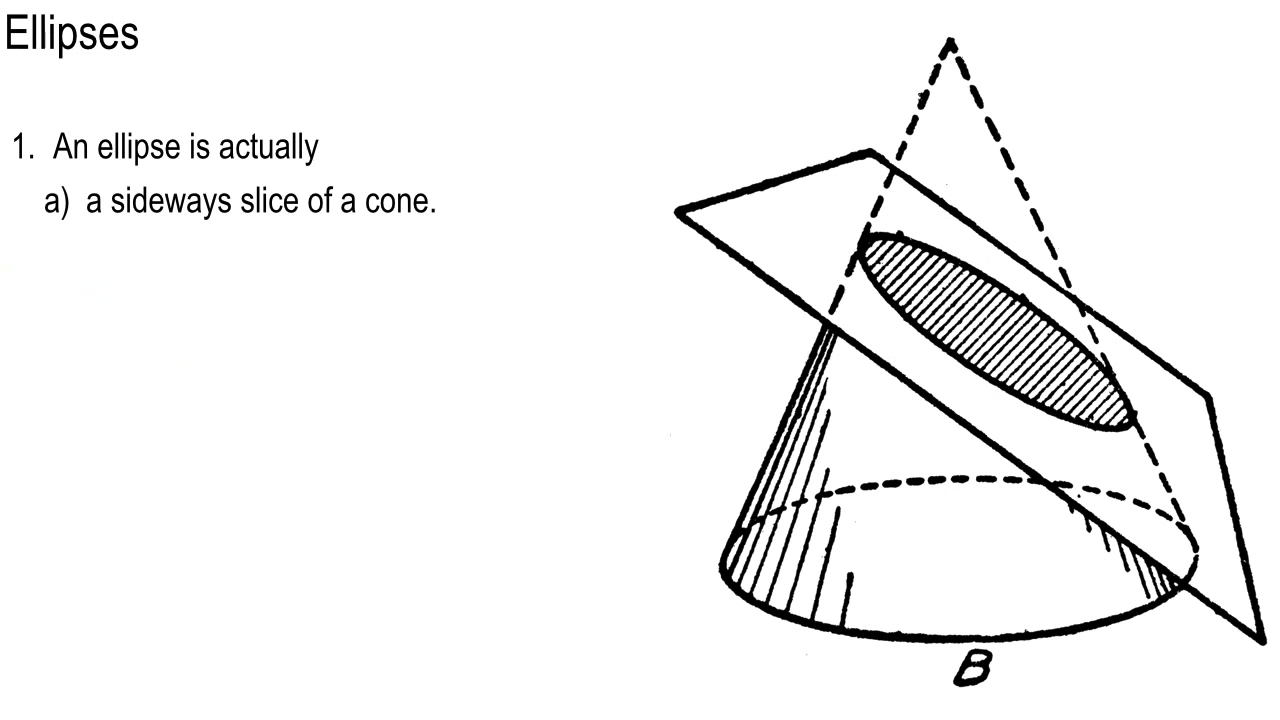 Ellipses
1. An ellipse is actually
a) a sideways slice of a cone.
B